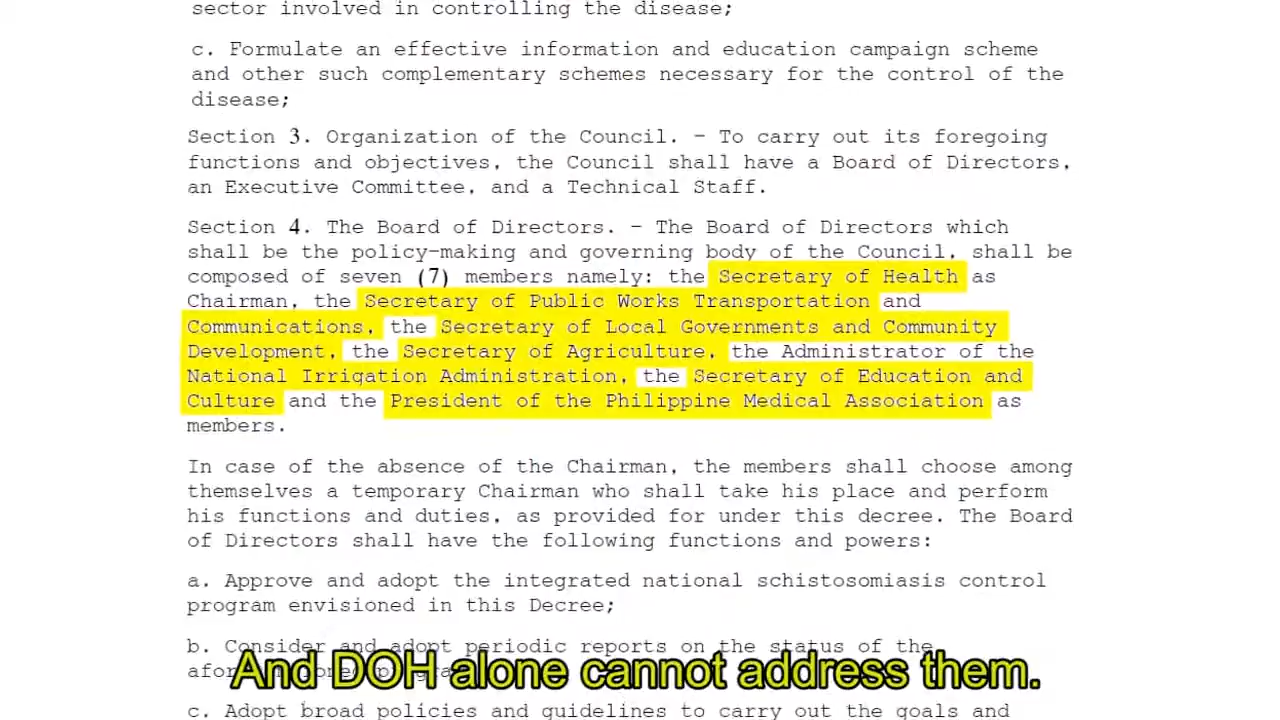 sector involved in controlling the disease;
c. Formulate an effective information and education campaign scheme
and other such complementary schemes necessary for the control of the
disease;
Section 3. Organization of the Council. – To carry out its foregoing
functions and objectives, the Council shall have a Board of Directors,
an Executive Committee, and a Technical Staff.
Section 4. The Board of Directors. – The Board of Directors which
shall be the policy-making and governing body of the Council, shall be
composed of seven (7) members namely: the Secretary of Health as
Chairman, the Secretary of Public Works Transportation and
Communications, the Secretary of Local Governments and Community
Development, the Secretary of Agriculture, the Administrator of the
National Irrigation Administration, the Secretary of Education and
Culture and the President of the Philippine Medical Association as
members.
In case of the absence of the Chairman, the members shall choose among
themselves a temporary Chairman who shall take his place and perform
his functions and duties, as provided for under this decree. The Board
of Directors shall have the following functions and powers:
a. Approve and adopt the integrated national schistosomiasis control
program envisioned in this Decree;
b. Consider and adopt periodic reports on the status of the
And DOH alone cannot address them.
c. Adopt broad policies and guidelines to carry out the goals and